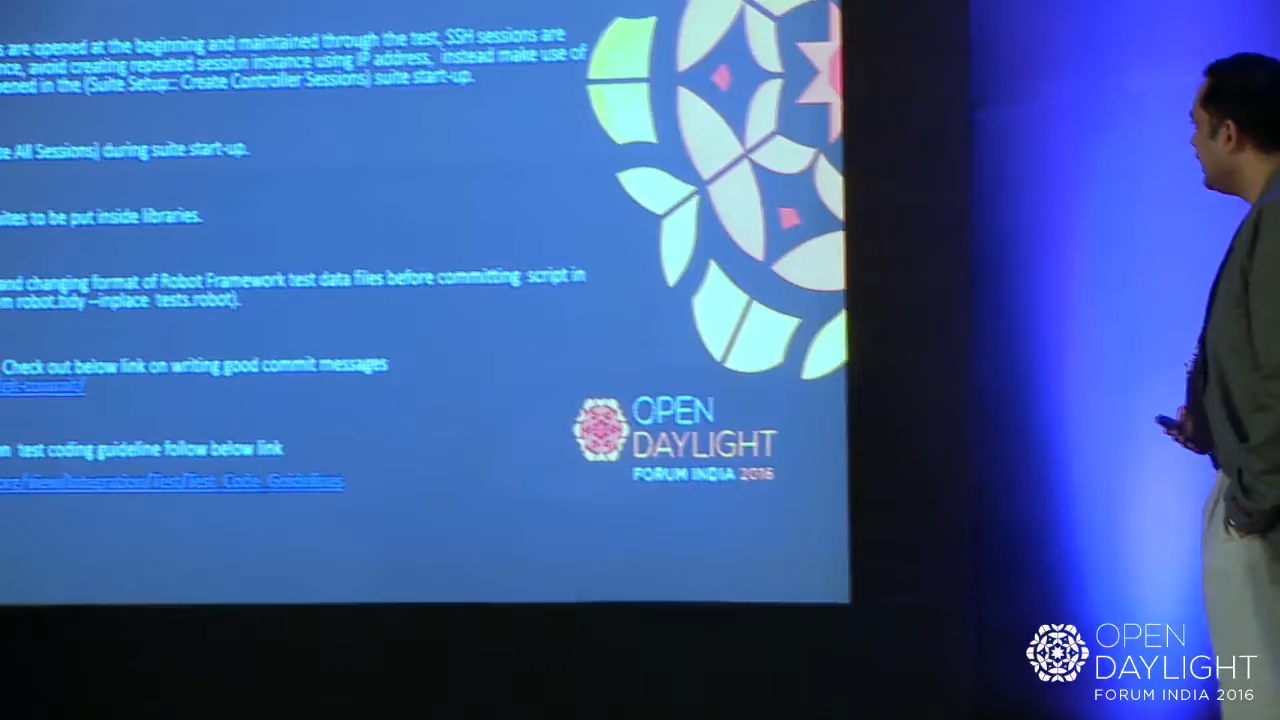 are opened at the beginning and maintained through the test, SSH sessions are
avoid creating repeated session instance using IP address, instead make use of
in the (Suite Setup:: Create Controller Sessions) suite start-up.
All Sessions) during suite start-up.
to be put inside libraries.
and changing format of Robot Framework test data files before committing script in
robot.tidy --inplace tests.robot).
Check out below link on writing good commit messages
test coding guideline follow below link
OPEN
DAYLIGHT
FORUM INDIA 2016
OPEN
DAYLIGHT
FORUM INDIA 2016